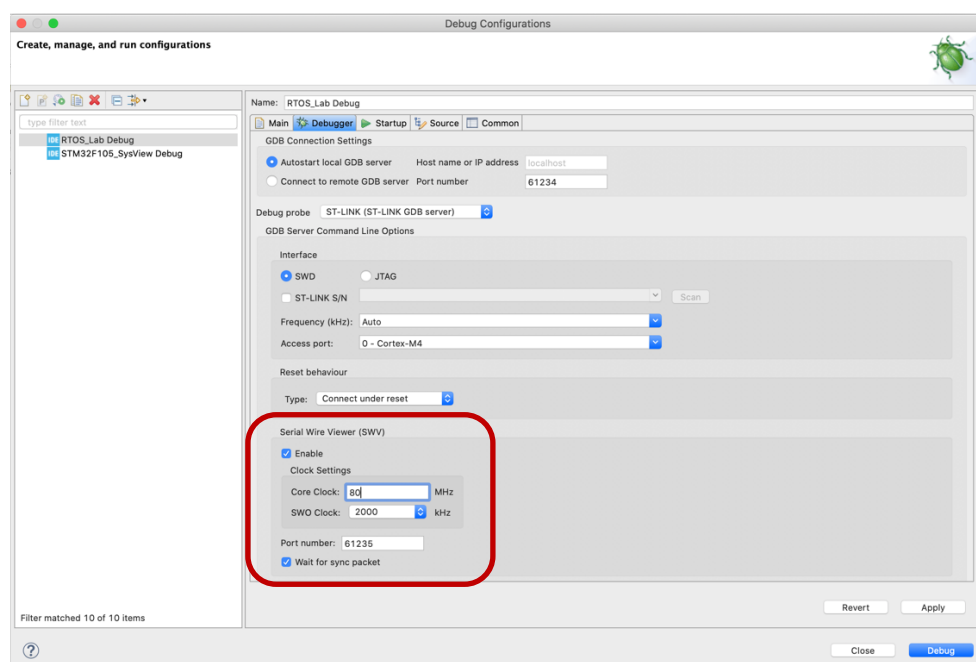 Debug Configurations
Create, manage, and run configurations
type filter text
IDE RTOS_Lab Debug
IDE STM32F105_SysView Debug
Filter matched 10 of 10 items
Name: RTOS_Lab Debug
Main Debugger Startup Source Common
GDB Connection Settings
Autostart local GDB server Host name or IP address localhost
Connect to remote GDB server Port number 61234
Debug probe ST-LINK (ST-LINK GDB server)
GDB Server Command Line Options
Interface
SWD JTAG
ST-LINK S/N Scan
Frequency (kHz): Auto
Access port: 0 - Cortex-M4
Reset behaviour
Type: Connect under reset
Serial Wire Viewer (SWV)
Enable
Clock Settings
Core Clock: 80 MHz
SWO Clock: 2000 kHz
Port number: 61235
Wait for sync packet
Revert Apply
? Close Debug